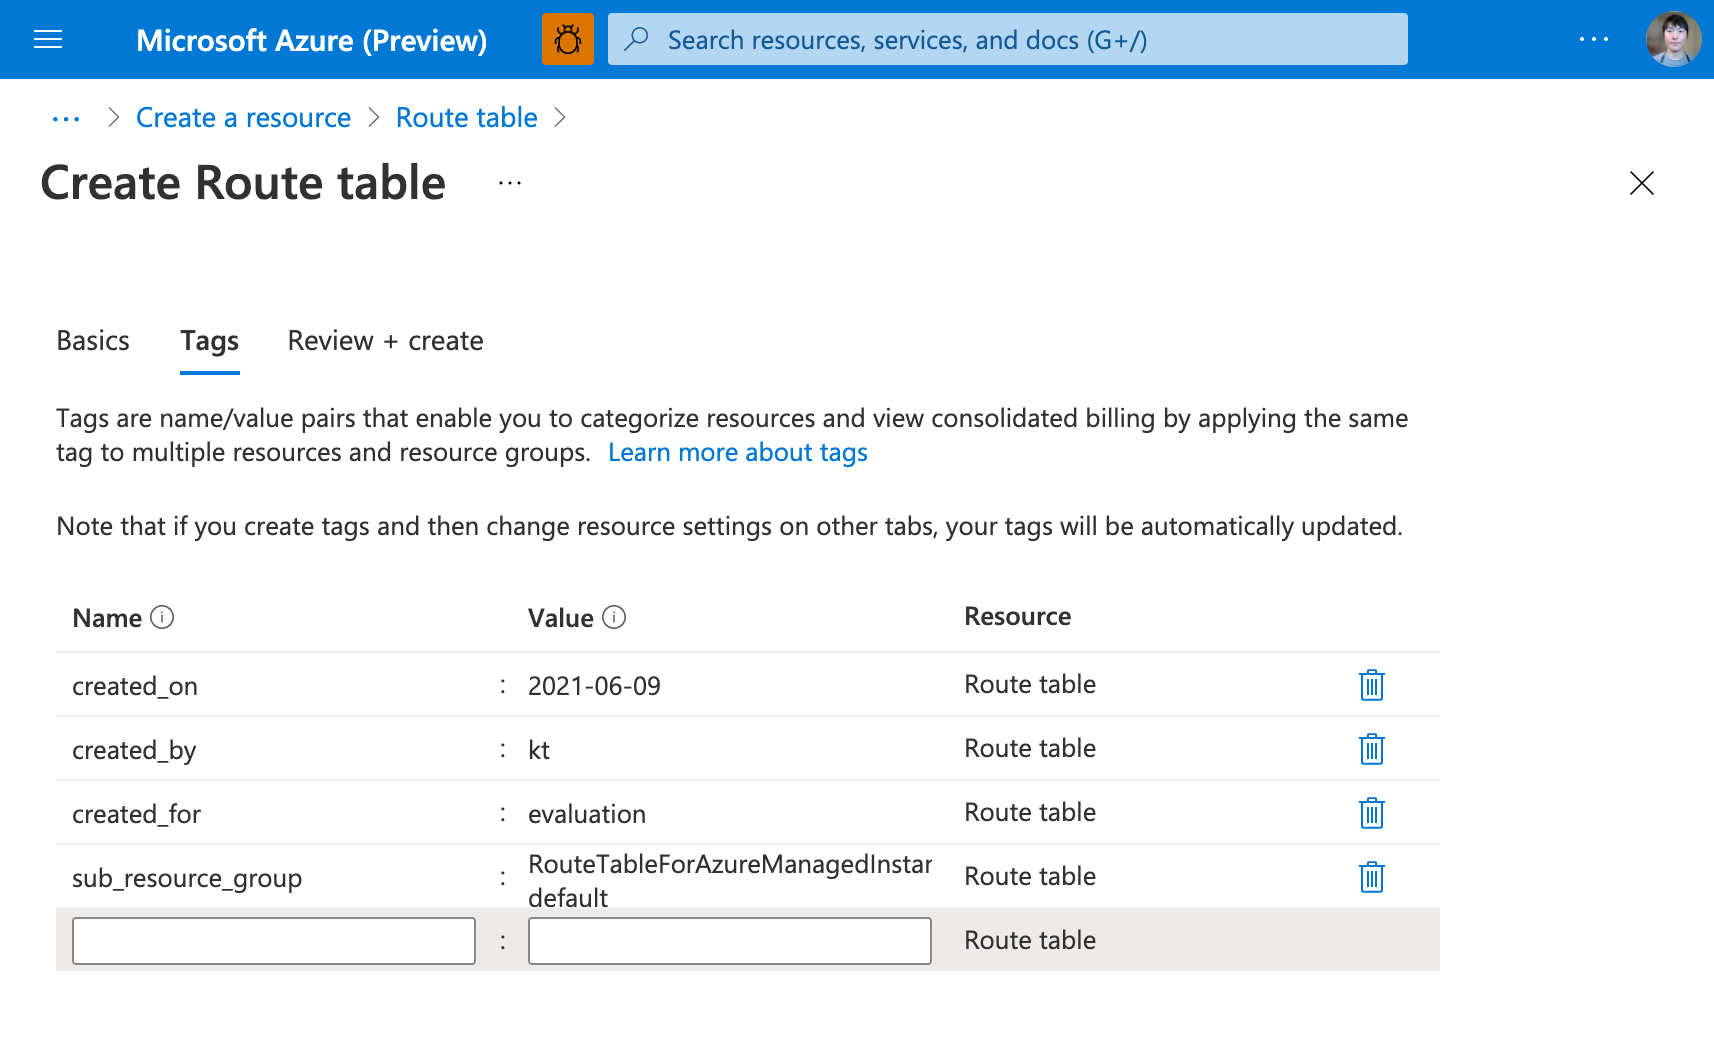 Microsoft Azure (Preview)
Search resources, services, and docs (G+/)
...
... > Create a resource > Route table >
Create Route table ...
Basics Tags Review + create
Tags are name/value pairs that enable you to categorize resources and view consolidated billing by applying the same
tag to multiple resources and resource groups. Learn more about tags
Note that if you create tags and then change resource settings on other tabs, your tags will be automatically updated.
Name Value Resource
created_on : 2021-06-09 Route table
created_by : kt Route table
created_for : evaluation Route table
sub_resource_group : RouteTableForAzureManagedInstar Route table
default
: Route table